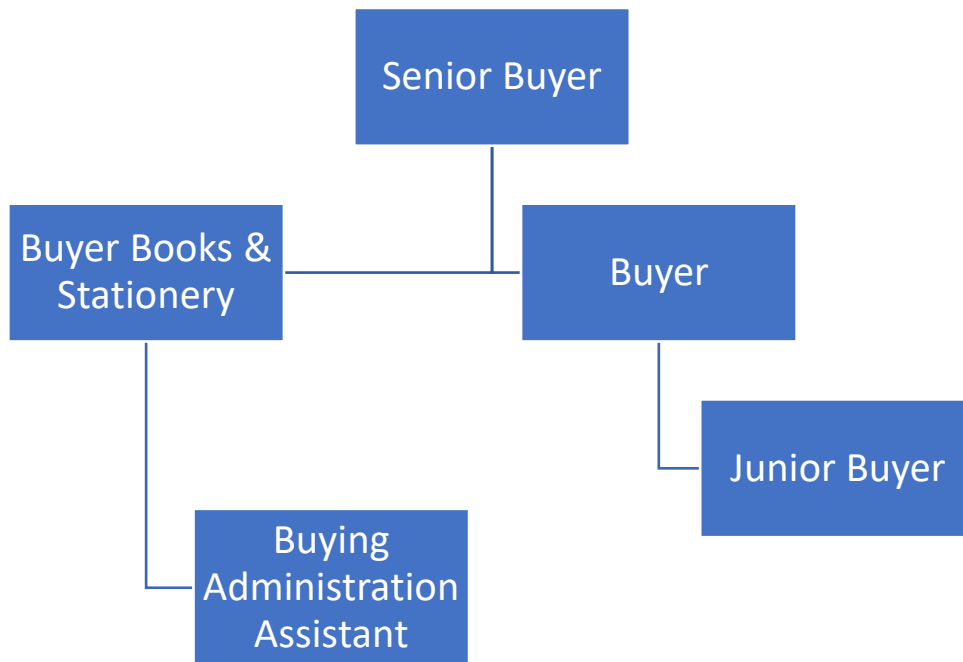 Senior Buyer
Buyer Books &
Stationery
Buyer
Junior Buyer
Buying
Administration
Assistant